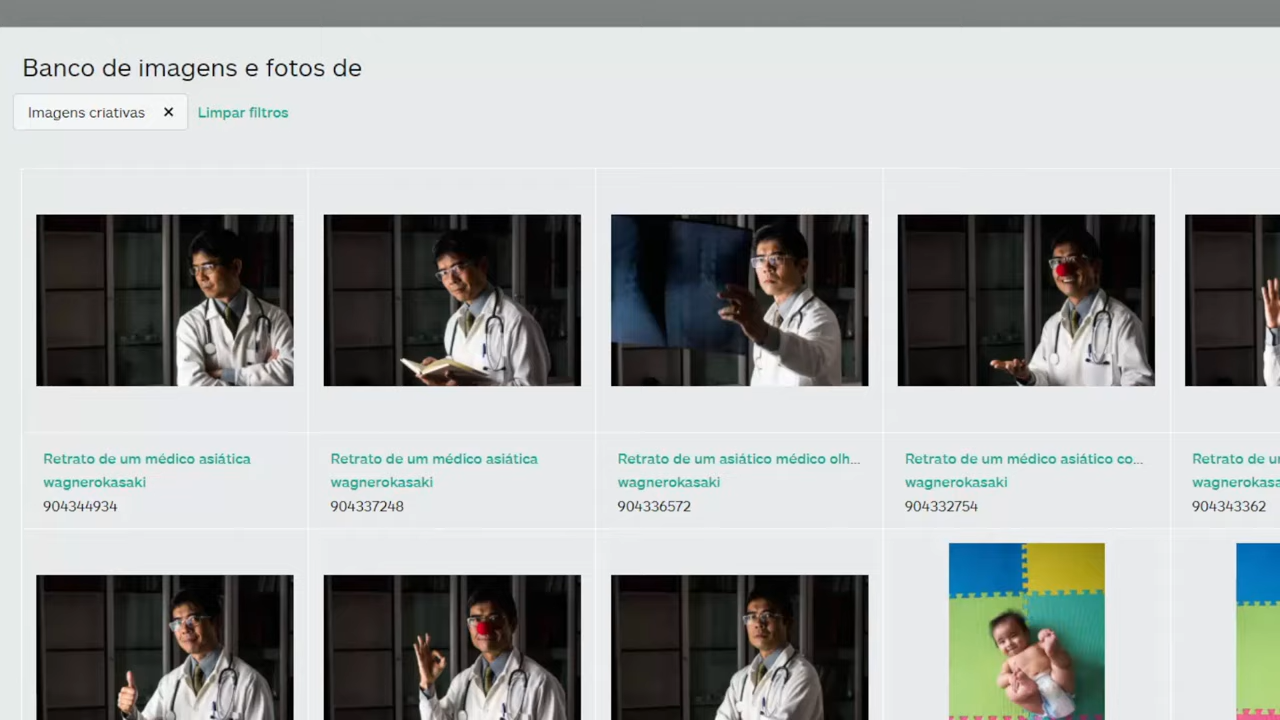 Banco de imagens e fotos de
Imagens criativas ✕ Limpar filtros
Retrato de um médico asiática
wagnerokasaki
904344934
Retrato de um médico asiática
wagnerokasaki
904337248
Retrato de um asiático médico olh...
wagnerokasaki
904336572
Retrato de um médico asiático co...
wagnerokasaki
904332754
Retrato de u
wagnerokasa
904343362